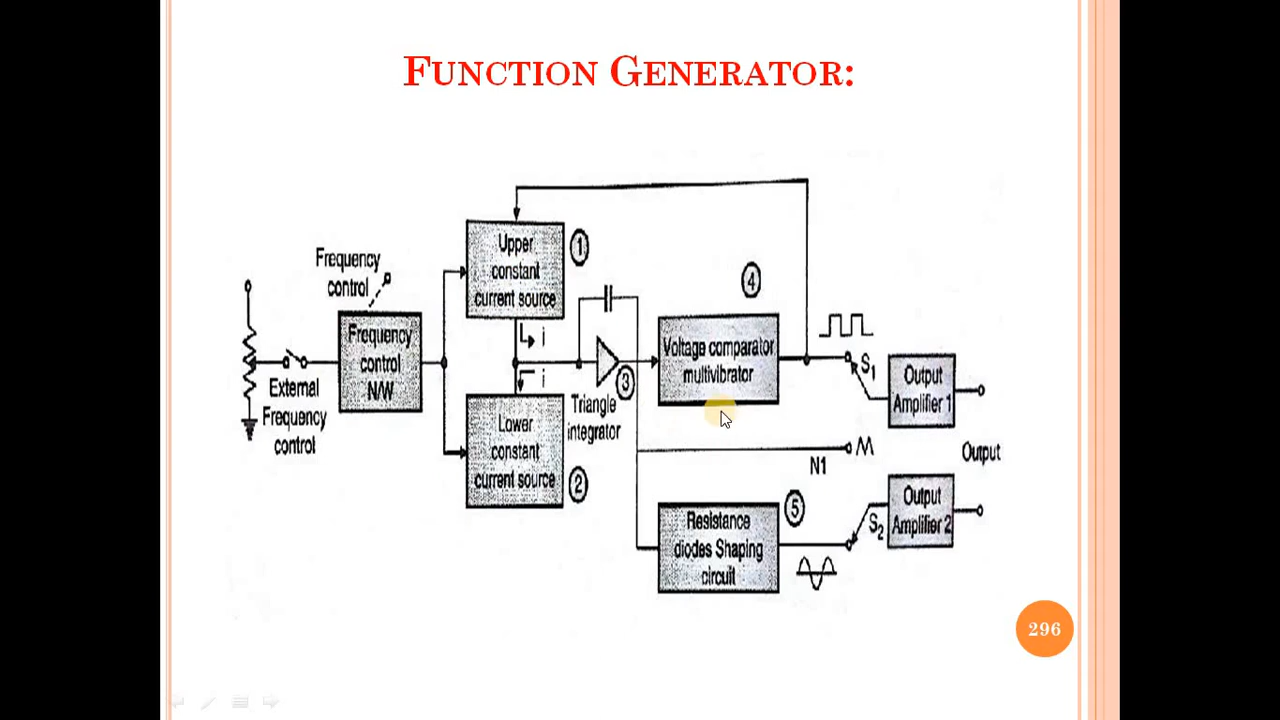 FUNCTION GENERATOR:
Frequency
control
Frequency
control
N/W
External
Frequency
control
Upper
constant
current source
1
i
i
Lower
constant
current source
2
3
Triangle
integrator
4
Voltage comparator
multivibrator
S1
Output
Amplifier 1
N1
Output
5
Resistance
diodes Shaping
circuit
S2
Output
Amplifier 2
296